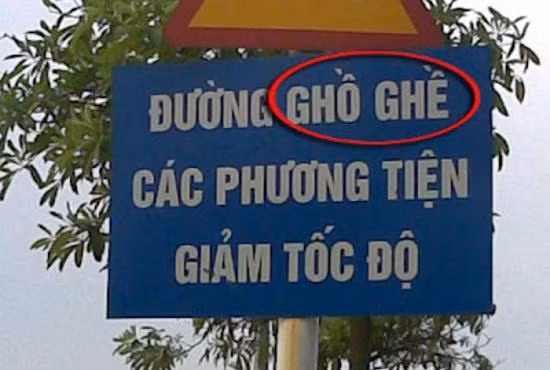 ĐƯỜNG GHỒ GHỀ
CÁC PHƯƠNG TIỆN
GIẢM TỐC ĐỘ